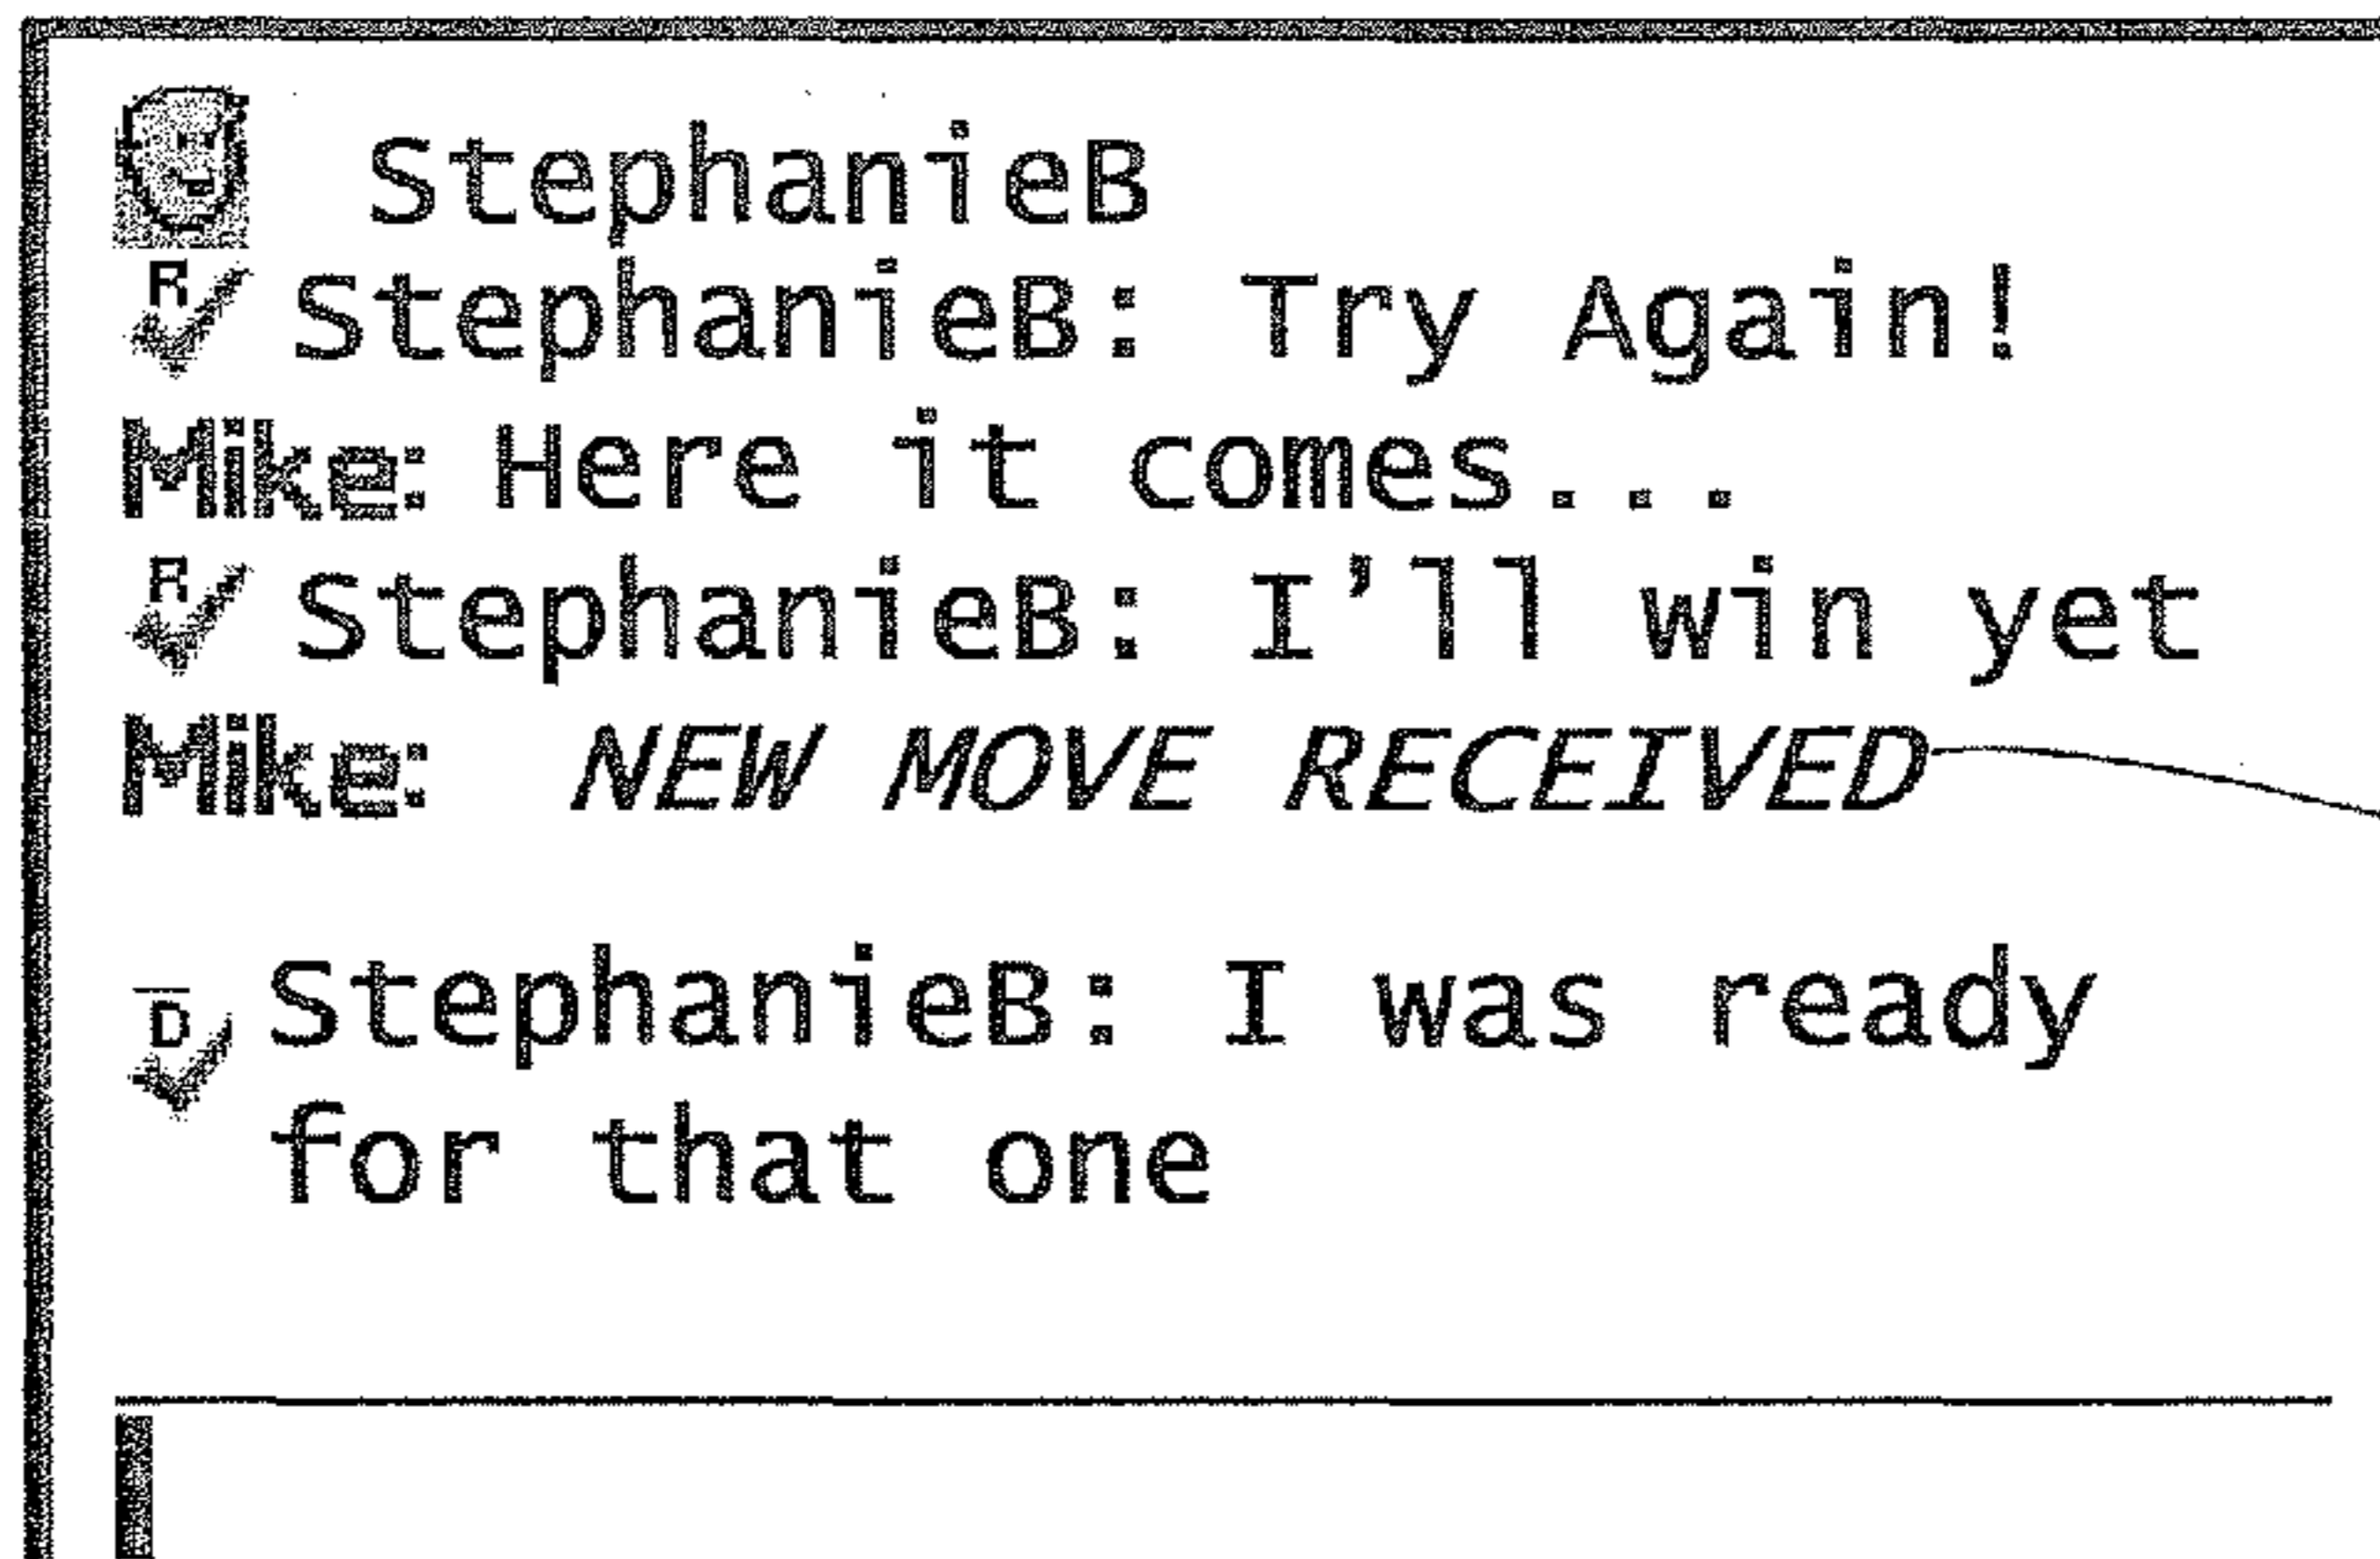 StephanieB
R StephanieB: Try Again!
Mike: Here it comes...
R StephanieB: I’ll win yet
Mike: NEW MOVE RECEIVED
D StephanieB: I was ready
for that one